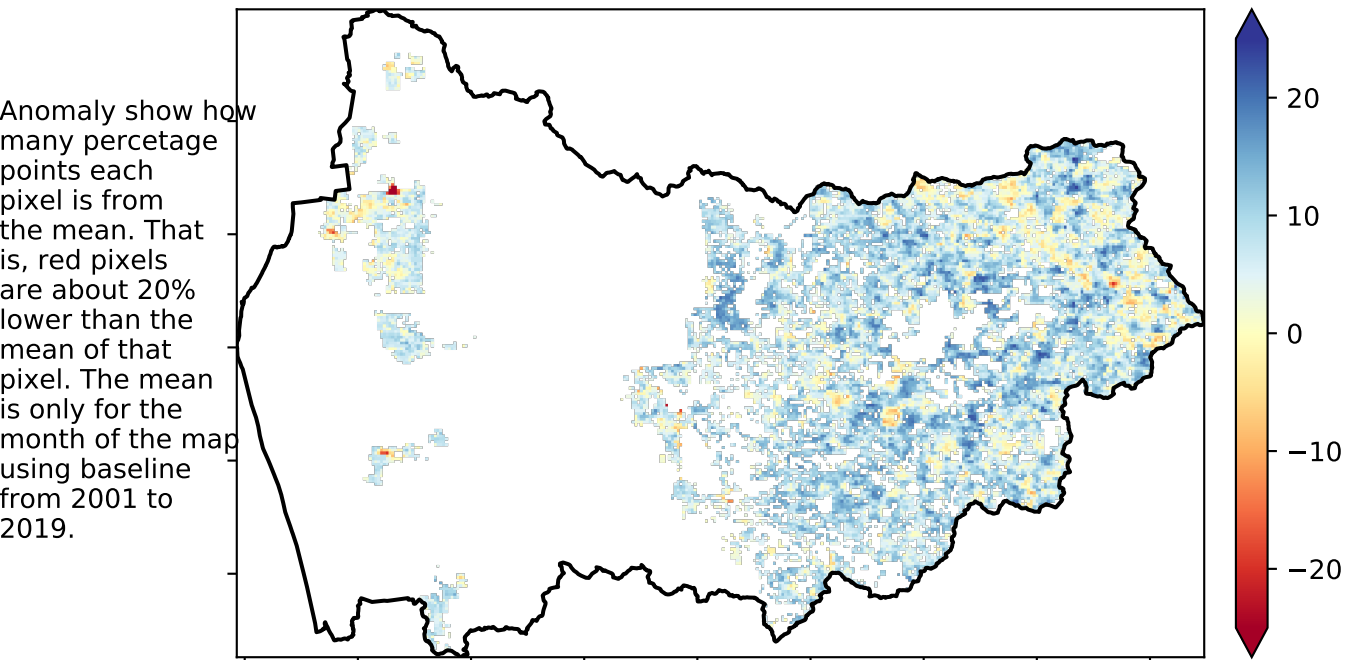 Anomaly show how
many percetage
points each
pixel is from
the mean. That
is, red pixels
are about 20%
lower than the
mean of that
pixel. The mean
is only for the
month of the map
using baseline
from 2001 to
2019.
20
10
0
−10
−20